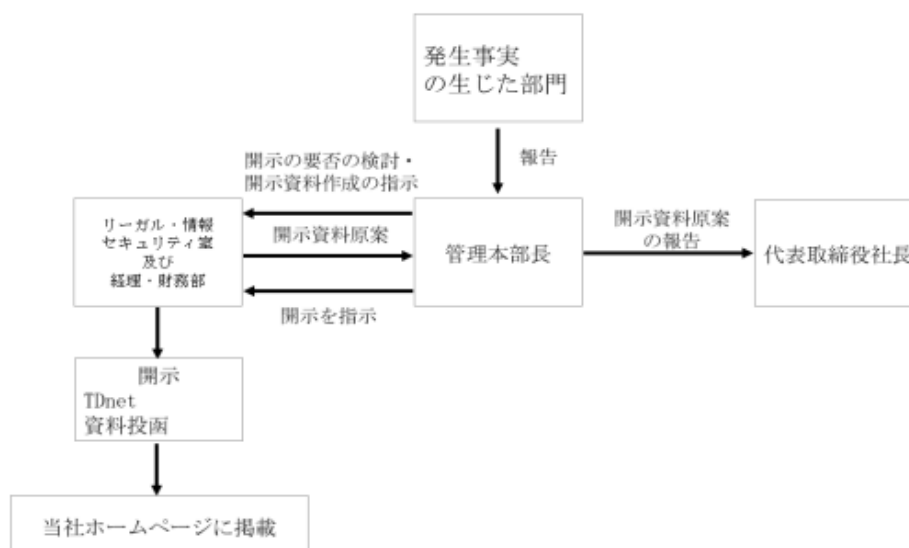 発生事実
の生じた部門
報告
開示の要否の検討・
開示資料作成の指示
リーガル・情報
セキュリティ室
及び
経理・財務部
開示資料原案
管理本部長
開示資料原案
の報告
代表取締役社長
開示を指示
開示
TDnet
資料投函
当社ホームページに掲載